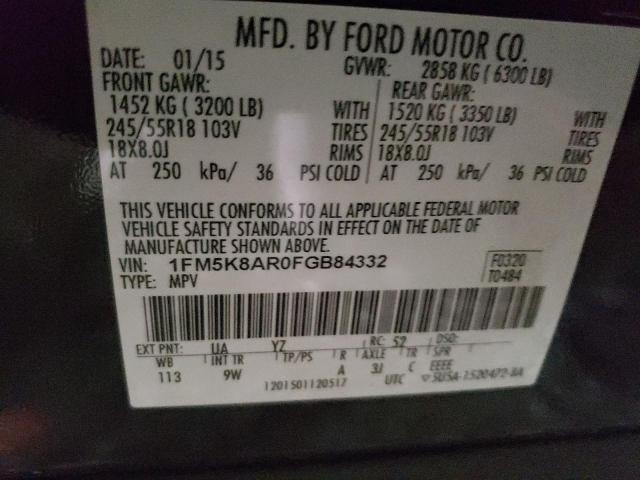 MFD. BY FORD MOTOR CO.
DATE: 01/15 GVWR: 2858 KG ( 6300 LB)
FRONT GAWR: REAR GAWR:
1452 KG ( 3200 LB) WITH 1520 KG ( 3350 LB) WITH
245/55R18 103V TIRES 245/55R18 103V TIRES
18X8.0J RIMS 18X8.0J RIMS
AT 250 kPa/ 36 PSI COLD AT 250 kPa/ 36 PSI COLD
THIS VEHICLE CONFORMS TO ALL APPLICABLE FEDERAL MOTOR
VEHICLE SAFETY STANDARDS IN EFFECT ON THE DATE OF
MANUFACTURE SHOWN ABOVE.
VIN: 1FM5K8AR0FGB84332 F0320
TYPE: MPV T0484
EXT PNT: UA YZ RC: 52 DSO:
WB INT TR TP/PS R AXLE TR SPR
113 9W A 3J C EEEE
1201501120517 UTC 5U5A-1520472-BA